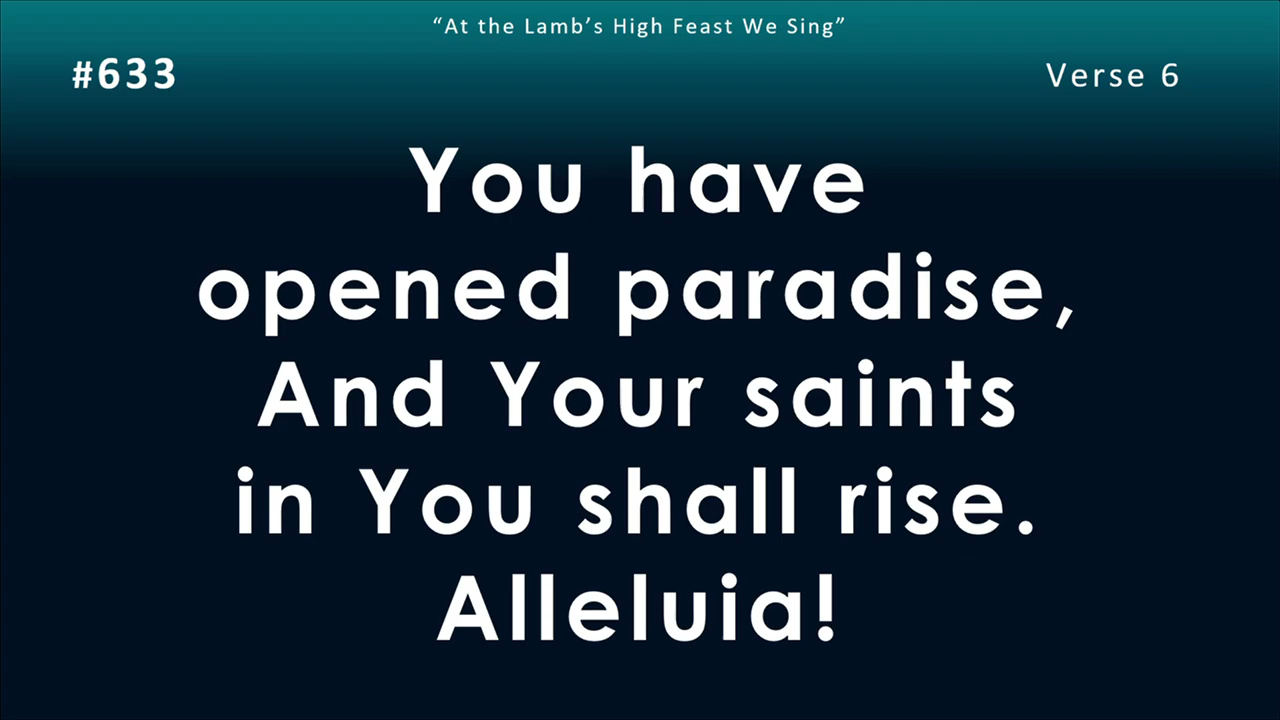 “At the Lamb’s High Feast We Sing”
#633
Verse 6
You have
opened paradise,
And Your saints
in You shall rise.
Alleluia!